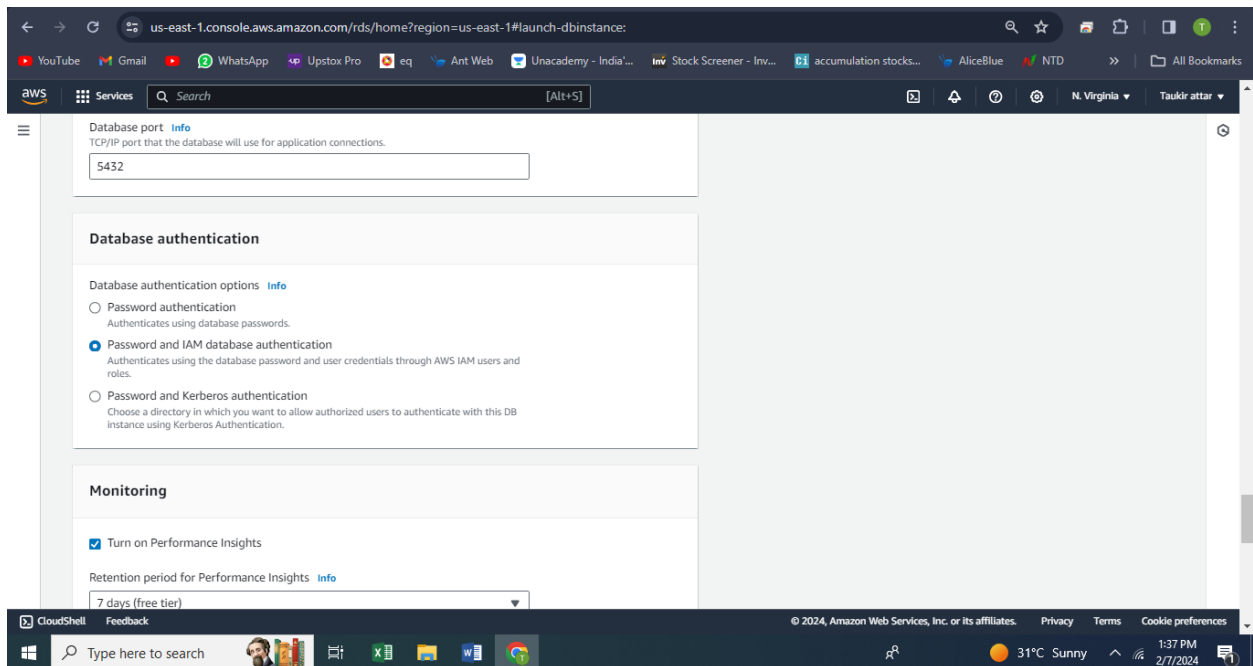 us-east-1.console.aws.amazon.com/rds/home?region=us-east-1#launch-dbinstance:
T
YouTube Gmail 2 WhatsApp up Upstox Pro eq Ant Web Unacademy - India'... Inv Stock Screener - Inv... Ci accumulation stocks... AliceBlue NTD » All Bookmarks
aws Services Search [Alt+S] N. Virginia Taukir attar
Database port Info
TCP/IP port that the database will use for application connections.
5432
Database authentication
Database authentication options Info
Password authentication
Authenticates using database passwords.
Password and IAM database authentication
Authenticates using the database password and user credentials through AWS IAM users and
roles.
Password and Kerberos authentication
Choose a directory in which you want to allow authorized users to authenticate with this DB
instance using Kerberos Authentication.
Monitoring
Turn on Performance Insights
Retention period for Performance Insights Info
7 days (free tier)
CloudShell Feedback © 2024, Amazon Web Services, Inc. or its affiliates. Privacy Terms Cookie preferences
Type here to search 31°C Sunny 1:37 PM
2/7/2024 1